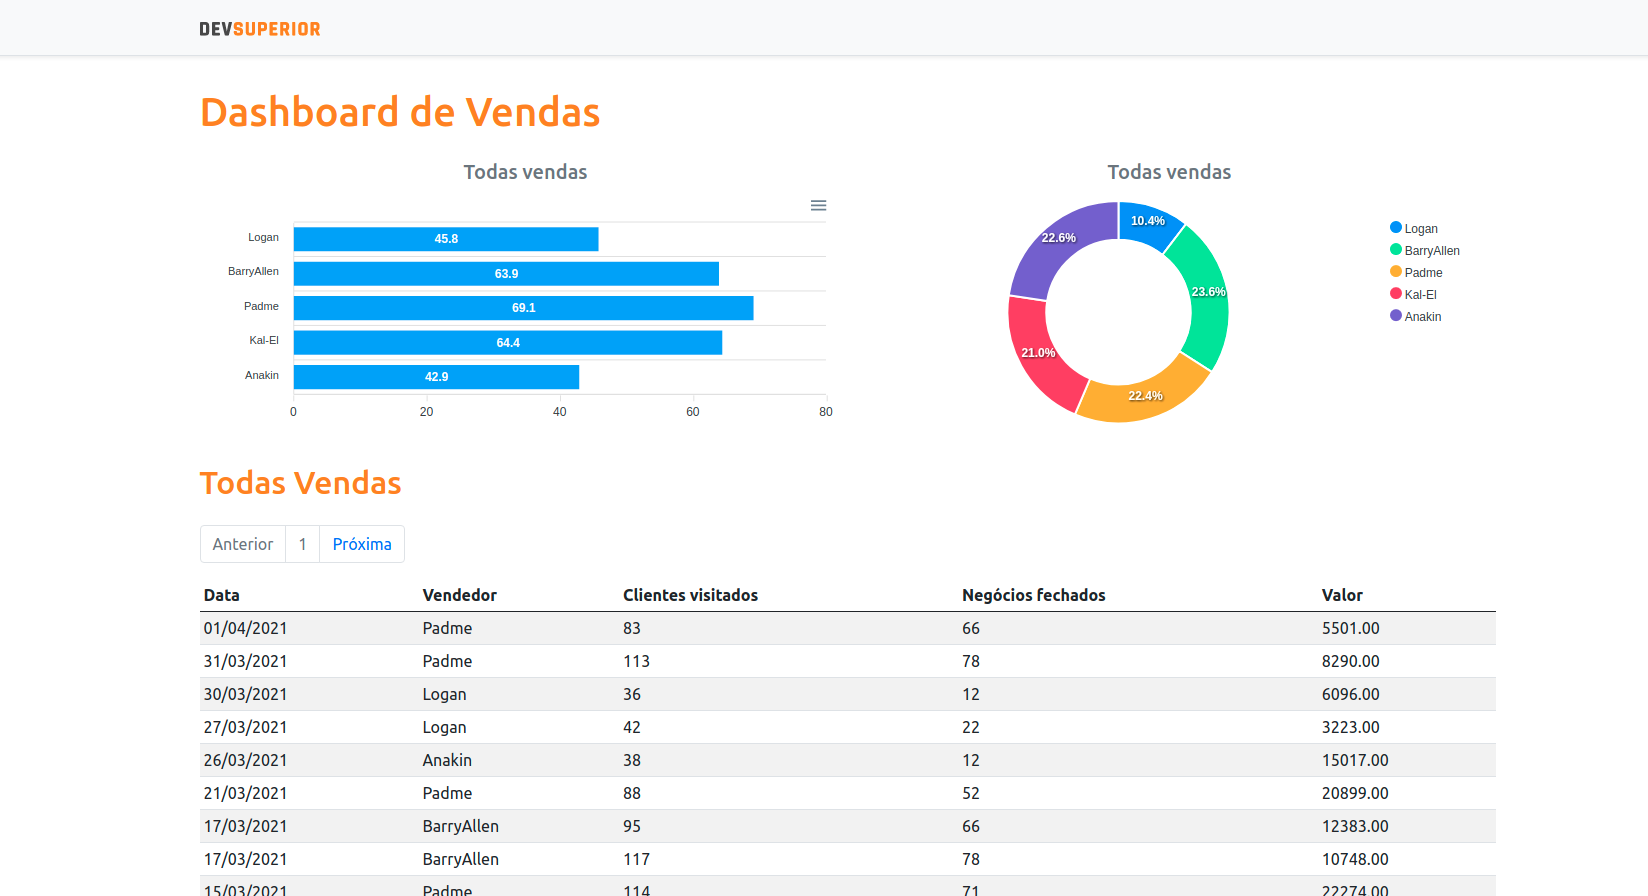 DEVSUPERIOR
Dashboard de Vendas
Todas vendas
Logan 45.8
BarryAllen 63.9
Padme 69.1
Kal-El 64.4
Anakin 42.9
0 20 40 60 80
Todas vendas
10.4%
23.6%
22.4%
21.0%
22.6%
Logan
BarryAllen
Padme
Kal-El
Anakin
Todas Vendas
Anterior 1 Próxima
Data Vendedor Clientes visitados Negócios fechados Valor
01/04/2021 Padme 83 66 5501.00
31/03/2021 Padme 113 78 8290.00
30/03/2021 Logan 36 12 6096.00
27/03/2021 Logan 42 22 3223.00
26/03/2021 Anakin 38 12 15017.00
21/03/2021 Padme 88 52 20899.00
17/03/2021 BarryAllen 95 66 12383.00
17/03/2021 BarryAllen 117 78 10748.00
15/03/2021 Padme 114 71 22274.00